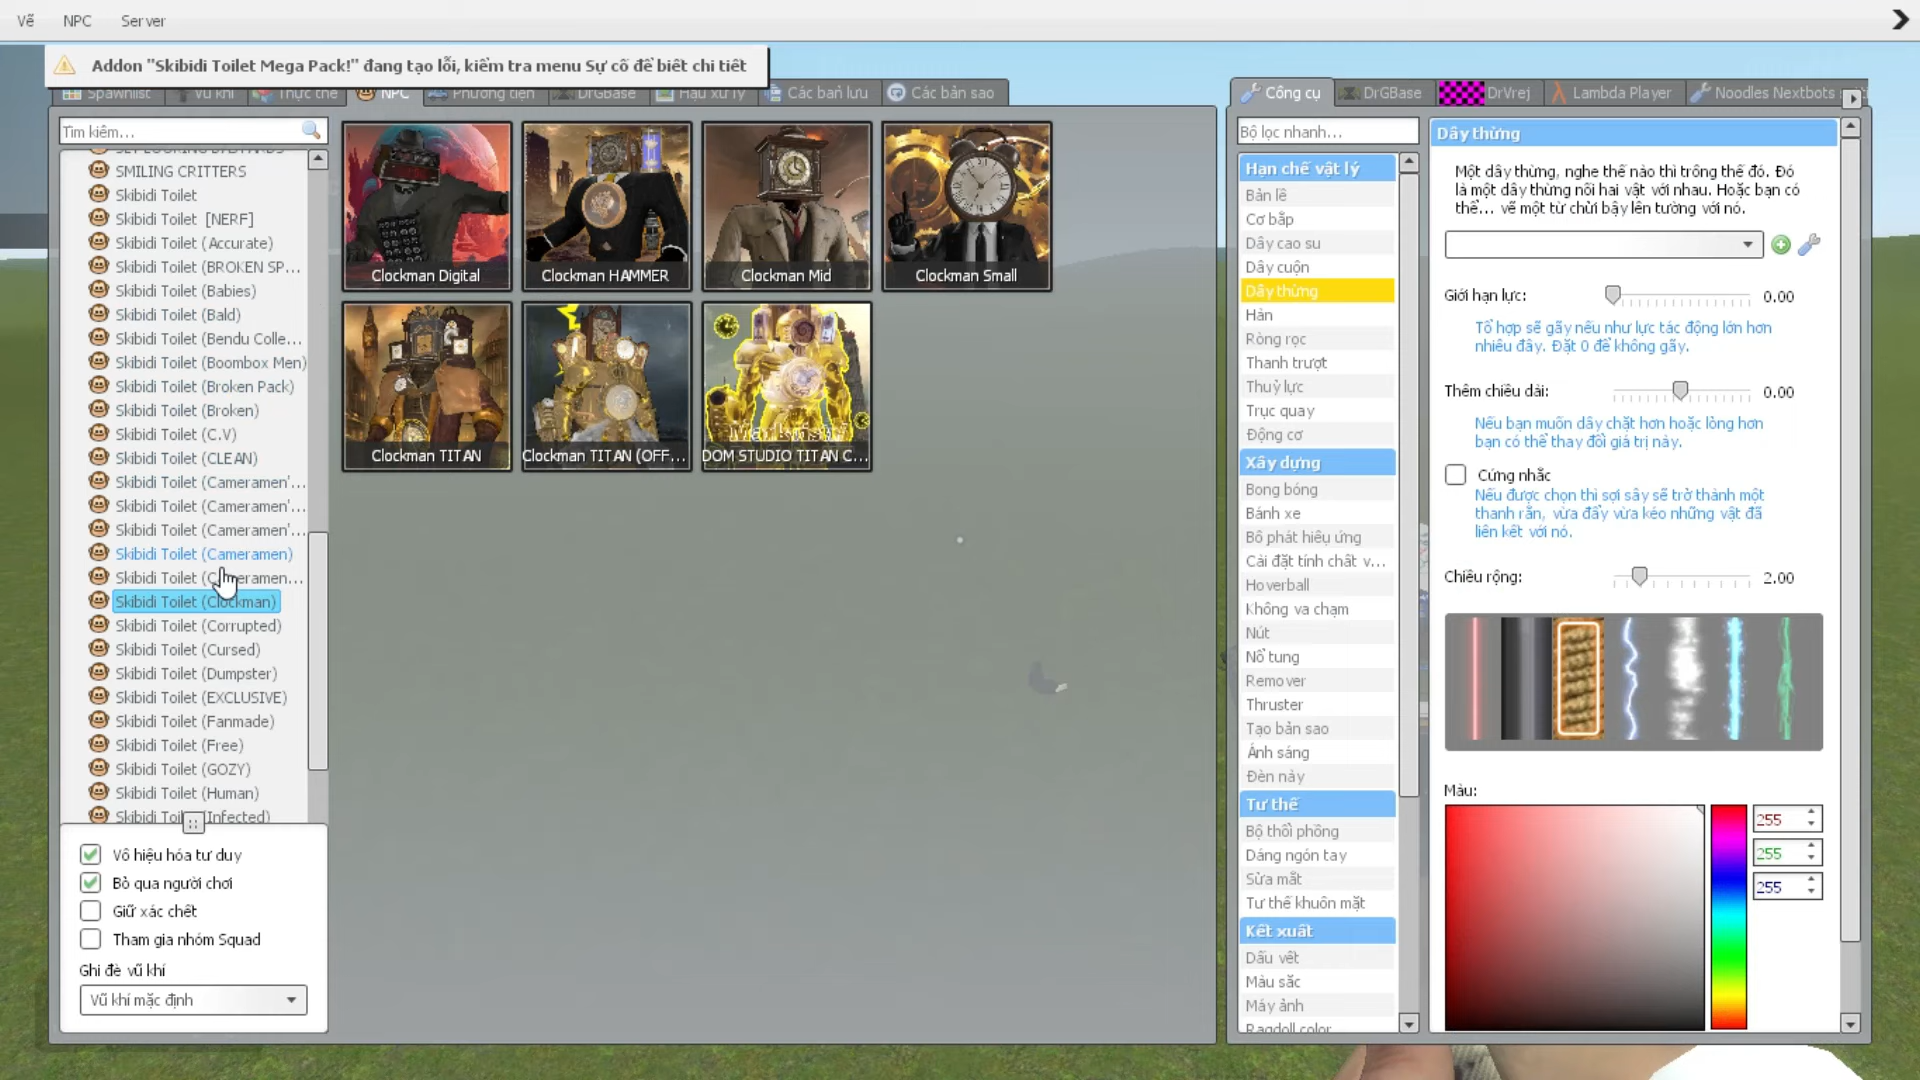 Vẽ NPC Server
Addon "Skibidi Toilet Mega Pack!" đang tạo lỗi, kiểm tra menu Sự cố để biết chi tiết
Spawnlist Vũ khí Thực thể NPC Phương tiện DrGBase Hậu xử lý Các bản lưu Các bản sao
Công cụ DrGBase DrVrej Lambda Player Noodles Nextbots
Tìm kiếm...
SMILING CRITTERS
Skibidi Toilet
Skibidi Toilet [NERF]
Skibidi Toilet ( Accurate)
Skibidi Toilet (BROKEN SP...
Skibidi Toilet (Babies)
Skibidi Toilet (Bald)
Skibidi Toilet (Bendu Colle...
Skibidi Toilet (Boombox Men)
Skibidi Toilet (Broken Pack)
Skibidi Toilet (Broken)
Skibidi Toilet (C.V)
Skibidi Toilet (CLEAN)
Skibidi Toilet (Cameramen'...
Skibidi Toilet (Cameramen'...
Skibidi Toilet (Cameramen'...
Skibidi Toilet (Cameramen)
Skibidi Toilet (Cameramen...
Skibidi Toilet (Clockman)
Skibidi Toilet (Corrupted)
Skibidi Toilet (Cursed)
Skibidi Toilet (Dumpster)
Skibidi Toilet (EXCLUSIVE)
Skibidi Toilet (Fanmade)
Skibidi Toilet (Free)
Skibidi Toilet (GOZY)
Skibidi Toilet (Human)
Skibidi Toilet (Infected)
Vô hiệu hóa tư duy
Bỏ qua người chơi
Giữ xác chết
Tham gia nhóm Squad
Ghi đè vũ khí
Vũ khí mặc định
Clockman Digital
Clockman HAMMER
Clockman Mid
Clockman Small
Clockman TITAN
Clockman TITAN (OFF...
DOM STUDIO TITAN C...
Bộ lọc nhanh...
Hạn chế vật lý
Bản lề
Cơ bắp
Dây cao su
Dây cuộn
Dây thừng
Hàn
Ròng rọc
Thanh trượt
Thuỷ lực
Trục quay
Động cơ
Xây dựng
Bong bóng
Bánh xe
Bộ phát hiệu ứng
Cài đặt tính chất v...
Hoverball
Không va chạm
Nút
Nổ tung
Remover
Thruster
Tạo bản sao
Ánh sáng
Đèn này
Tư thế
Bộ thổi phồng
Dáng ngón tay
Sửa mắt
Tư thế khuôn mặt
Kết xuất
Dấu vết
Màu sắc
Máy ảnh
Ragdoll color
Dây thừng
Một dây thừng, nghe thế nào thì trông thế đó. Đó
là một dây thừng nối hai vật với nhau. Hoặc bạn có
thể... vẽ một từ chửi bậy lên tường với nó.
Giới hạn lực: 0.00
Tổ hợp sẽ gãy nếu như lực tác động lớn hơn
nhiêu đây. Đặt 0 để không gãy.
Thêm chiều dài: 0.00
Nếu bạn muốn dây chặt hơn hoặc lỏng hơn
bạn có thể thay đổi giá trị này.
Cứng nhắc
Nếu được chọn thì sợi sây sẽ trở thành một
thanh rắn, vừa đẩy vừa kéo những vật đã
liên kết với nó.
Chiều rộng: 2.00
Màu:
255
255
255